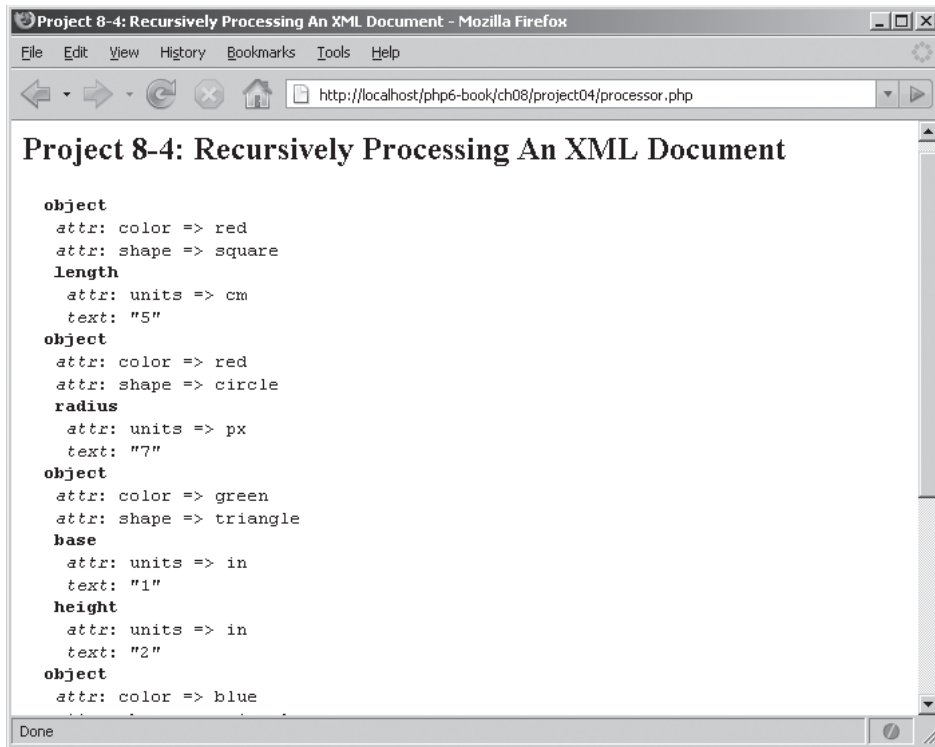 Project 8-4: Recursively Processing An XML Document - Mozilla Firefox
File Edit View History Bookmarks Tools Help
http://localhost/php6-book/ch08/project04/processor.php
Project 8-4: Recursively Processing An XML Document
object
attr: color => red
attr: shape => square
length
attr: units => cm
text: "5"
object
attr: color => red
attr: shape => circle
radius
attr: units => px
text: "7"
object
attr: color => green
attr: shape => triangle
base
attr: units => in
text: "1"
height
attr: units => in
text: "2"
object
attr: color => blue
Done